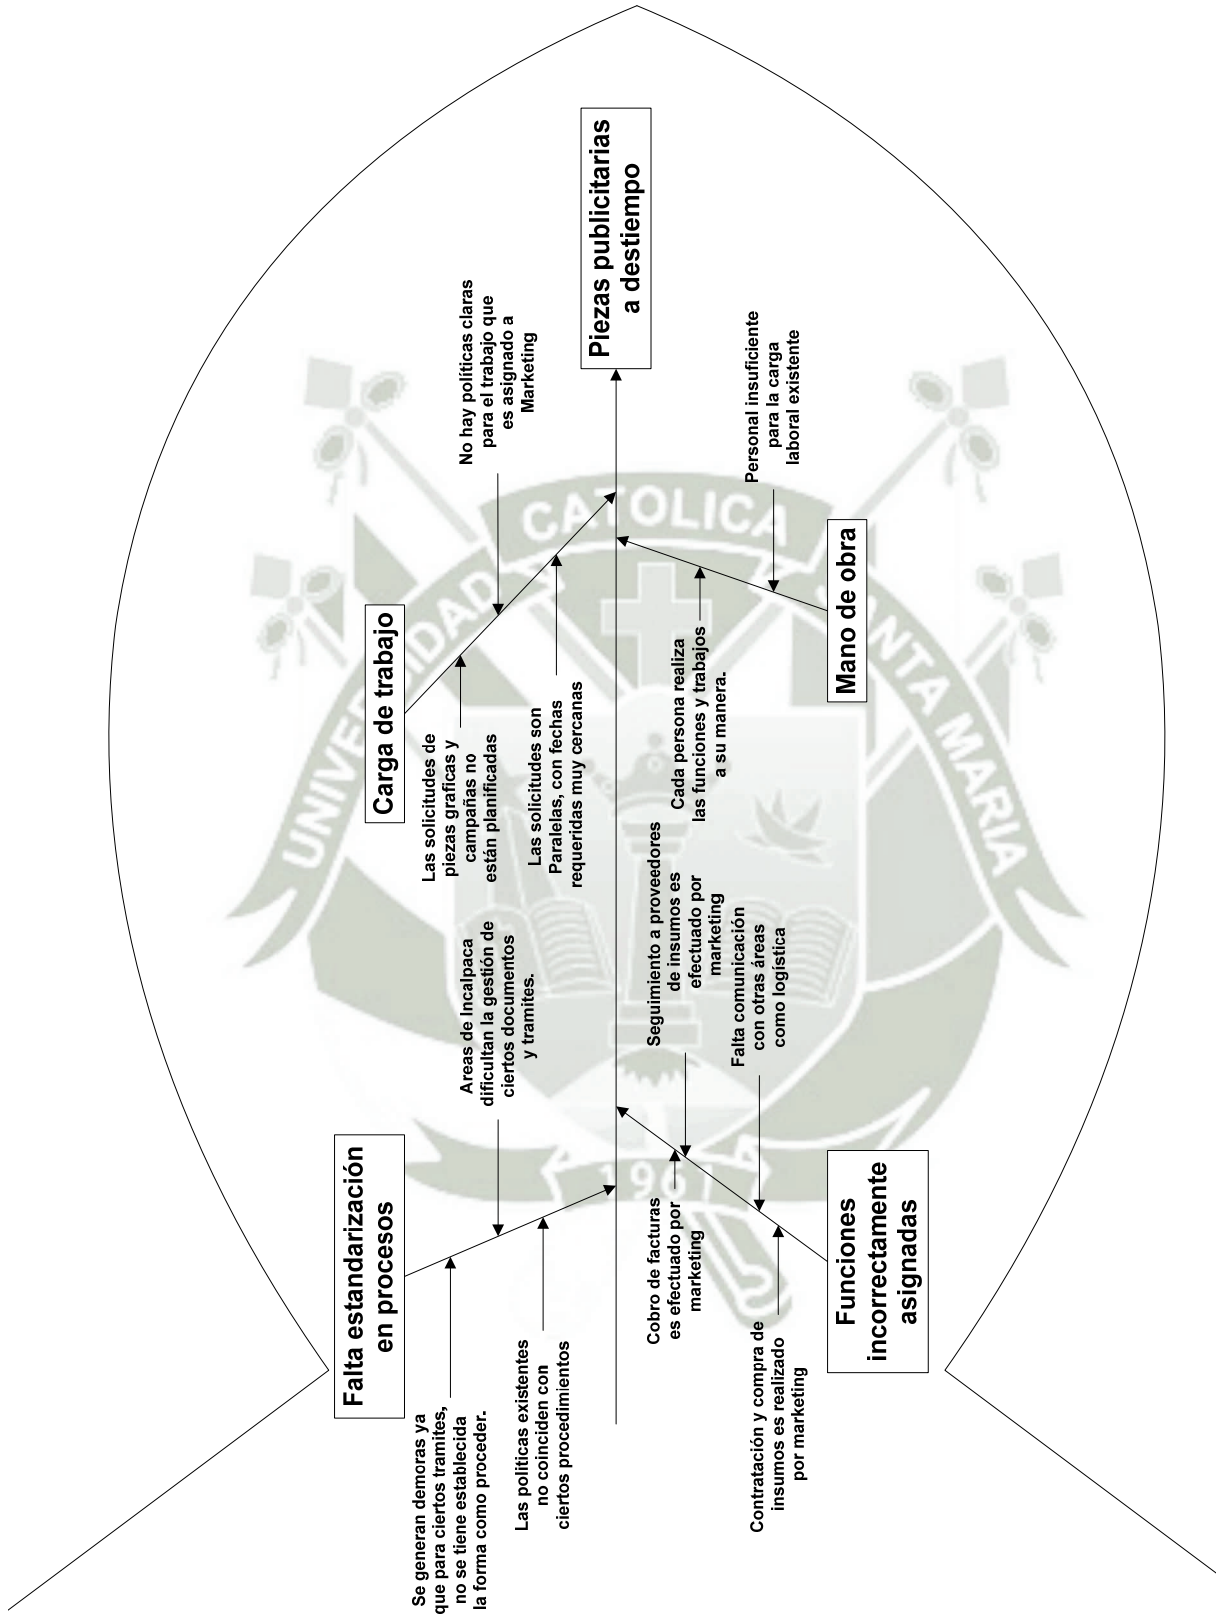 Falta estandarización
en procesos
Se generan demoras ya
que para ciertos tramites,
no se tiene establecida
la forma como proceder.
Areas de Incalpaca
dificultan la gestión de
ciertos documentos
y tramites.
Las políticas existentes
no coinciden con
ciertos procedimientos
Carga de trabajo
Las solicitudes de
piezas graficas y
campañas no
están planificadas
No hay políticas claras
para el trabajo que
es asignado a
Marketing
Las solicitudes son
Paralelas, con fechas
requeridas muy cercanas
Piezas publicitarias
a destiempo
Cobro de facturas
es efectuado por
marketing
Seguimiento a proveedores
de insumos es
efectuado por
marketing
Falta comunicación
con otras áreas
como logística
Contratación y compra de
insumos es realizado
por marketing
Funciones
incorrectamente
asignadas
Cada persona realiza
las funciones y trabajos
a su manera.
Personal insuficiente
para la carga
laboral existente
Mano de obra
UNIVERSIDAD
CATOLICA
SANTA MARIA
1961